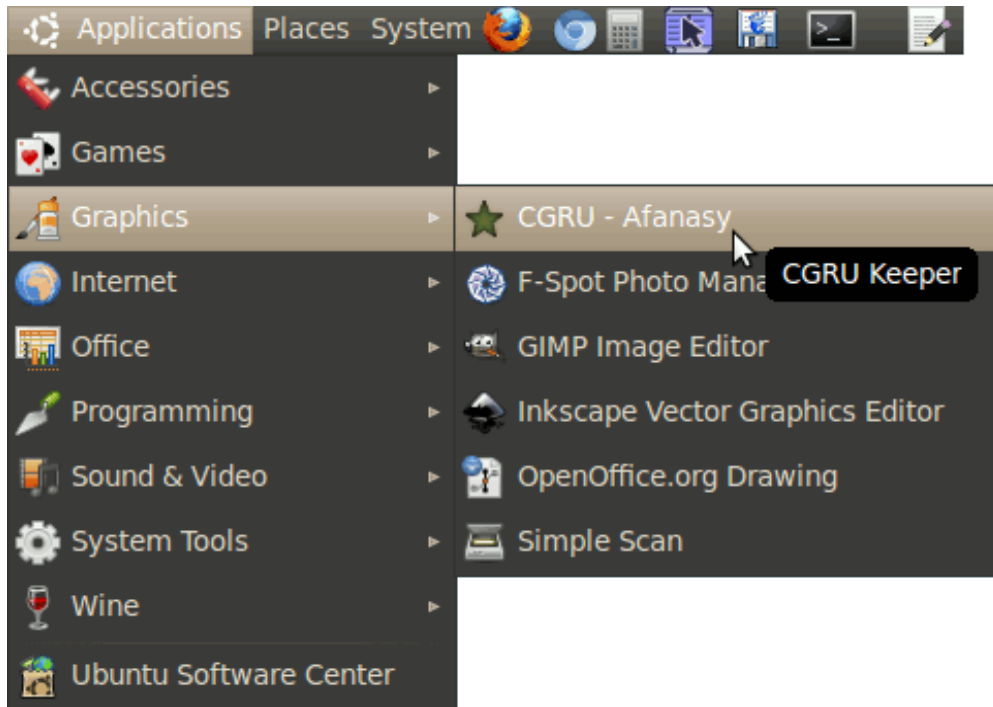 Applications Places System
Accessories
Games
Graphics
Internet
Office
Programming
Sound & Video
System Tools
Wine
Ubuntu Software Center
CGRU - Afanasy
CGRU Keeper
F-Spot Photo Mana
GIMP Image Editor
Inkscape Vector Graphics Editor
OpenOffice.org Drawing
Simple Scan